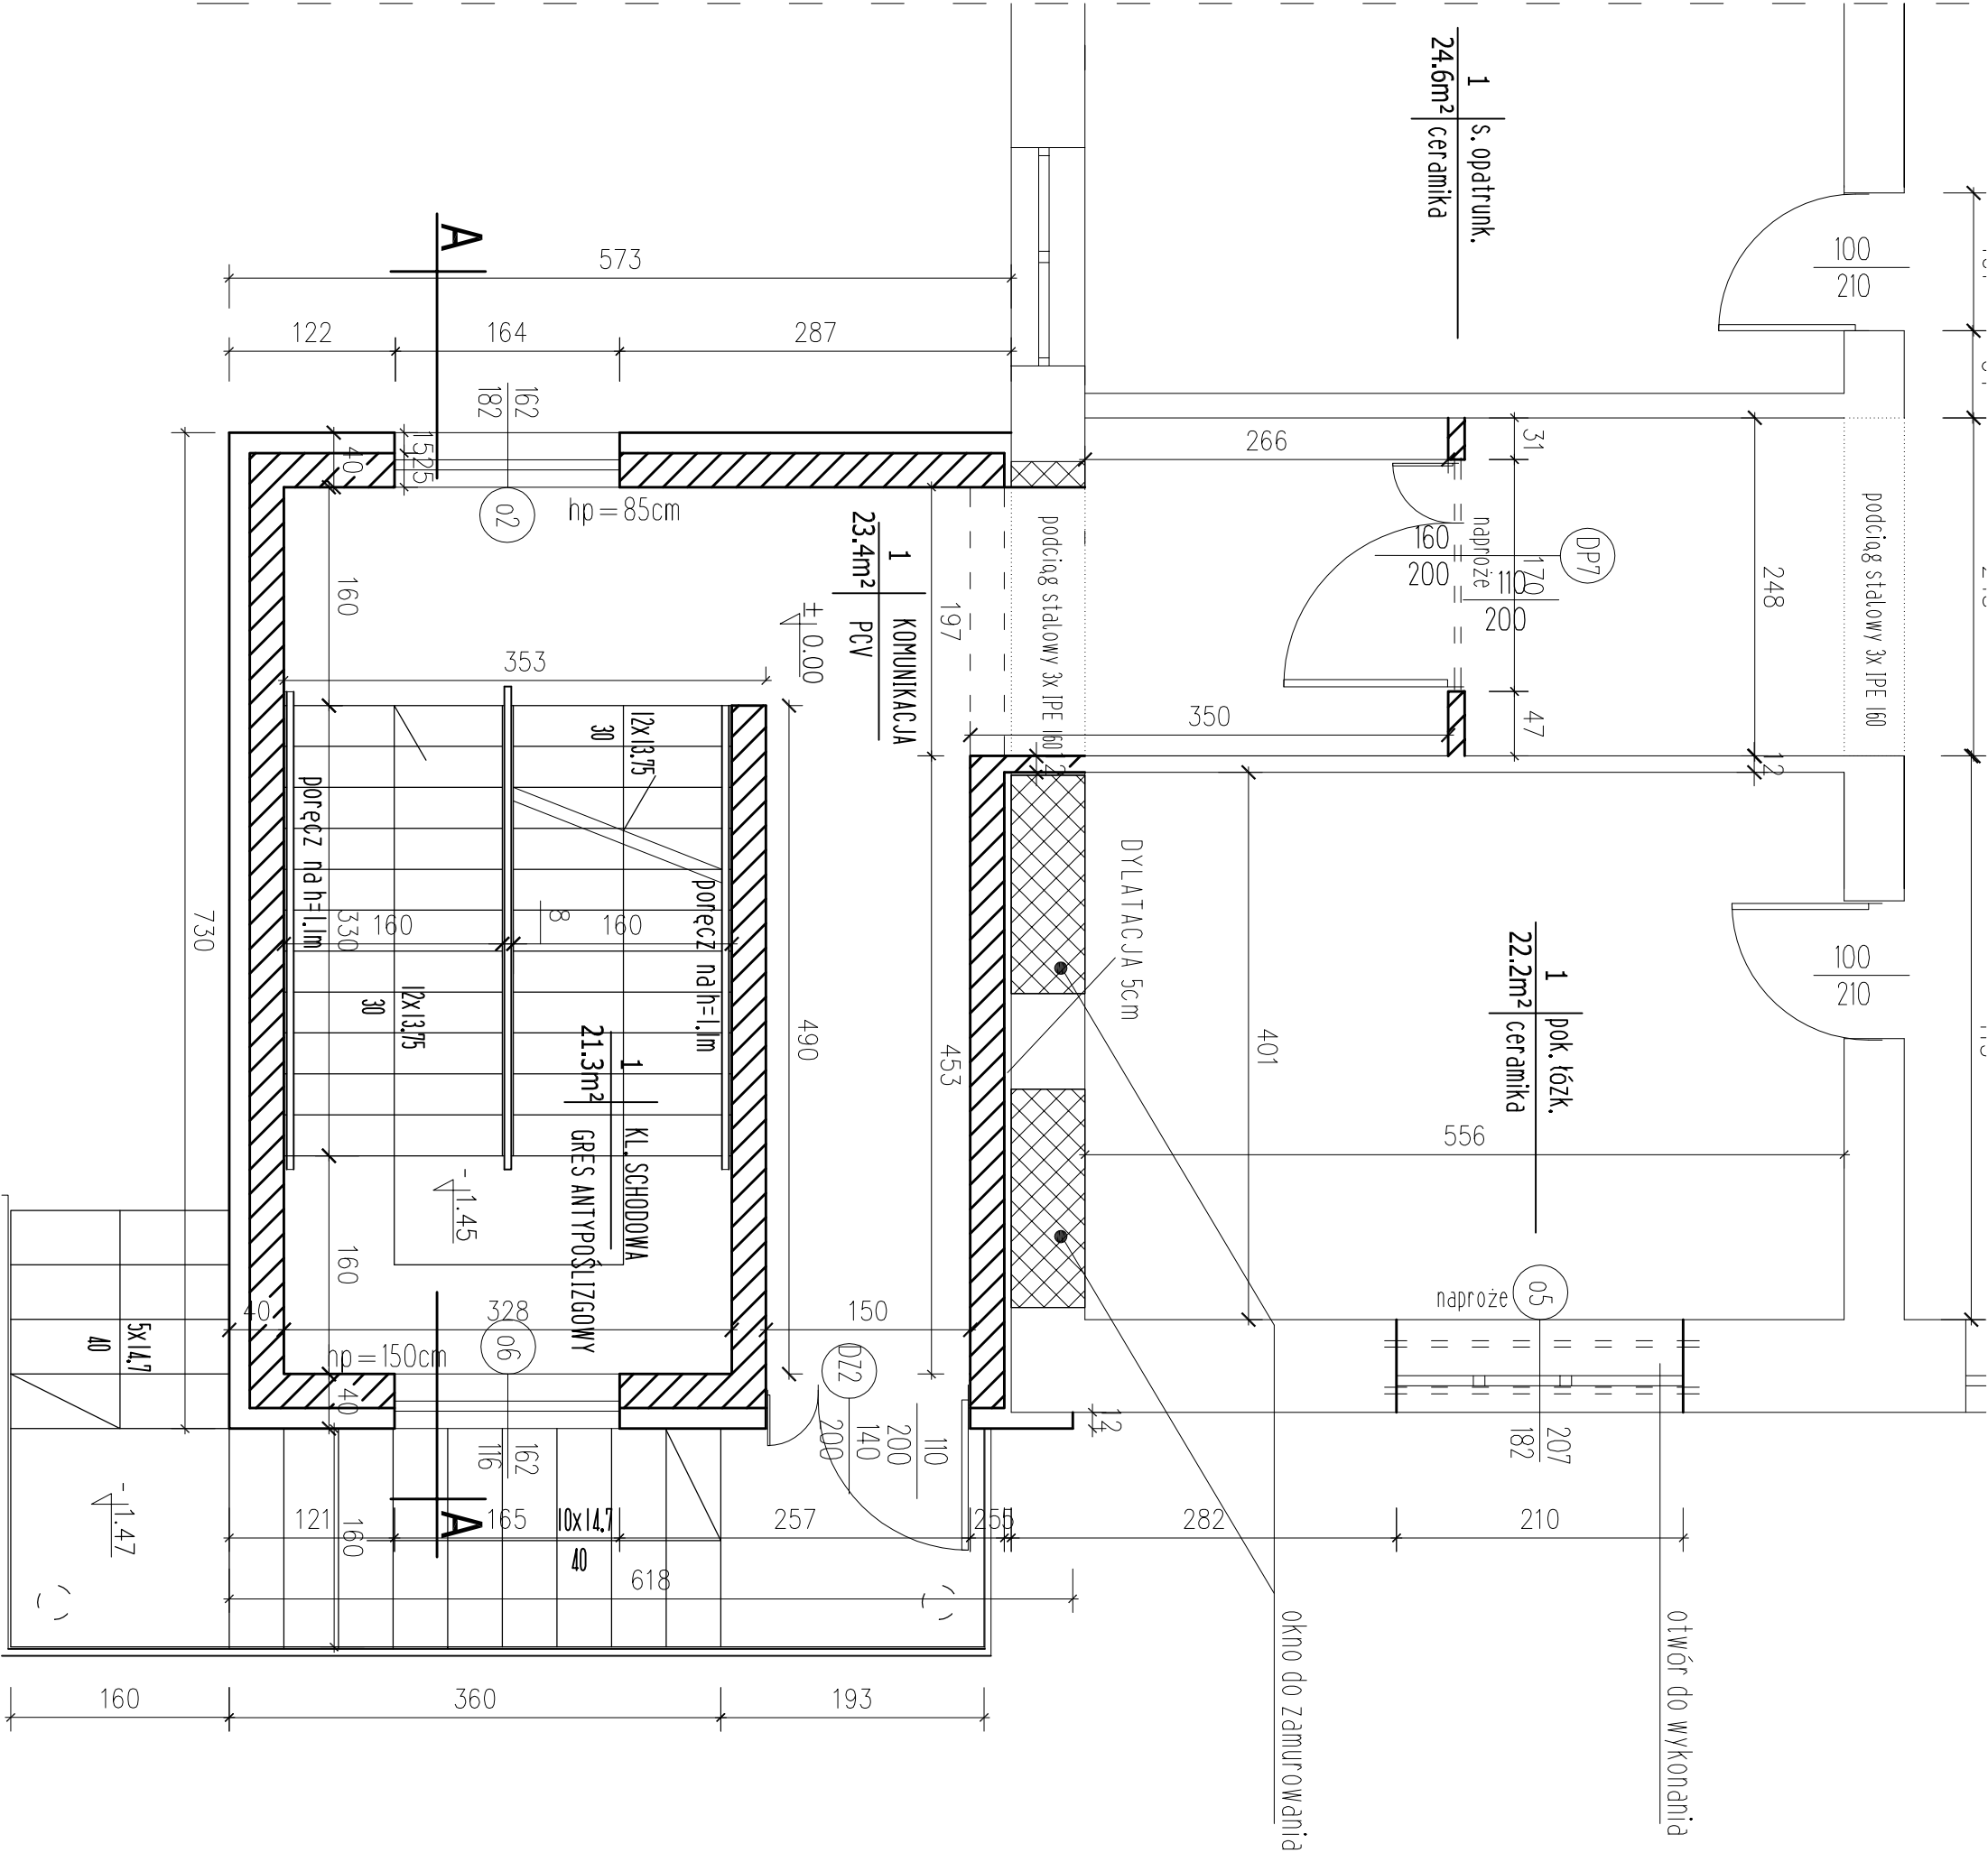 1
s. opatrunk.
24.6m²
ceramika
100
210
A
573
122
164
287
162
182
1525
40
o2
hp = 85cm
266
31
podciąg stalowy 3x IPE 160
naproże
DP7
160
200
170
110
200
248
podciąg stalowy 3x IPE 160
1
KOMUNIKACJA
23.4m²
PCV
± 0.00
197
160
353
350
47
12
12
12x13.75
30
poręcz na h=1.1m
poręcz na h=1.1m
730
330
160
8
160
12x13.75
30
490
453
DYLATACJA 5cm
401
1
pok. łózk.
22.2m²
ceramika
100
210
556
1
KL. SCHODOWA
21.3m²
GRES ANTYPOŚLIZGOWY
- 1.45
160
40
328
150
o6
hp = 150cm
40
DZ2
naproże
o5
5x14.7
40
162
116
110
200
140
200
12
207
182
- 1.47
121
165
A
160
10x14.7
40
257
255
282
210
618
okno do zamurowania
otwór do wykonania
160
360
193